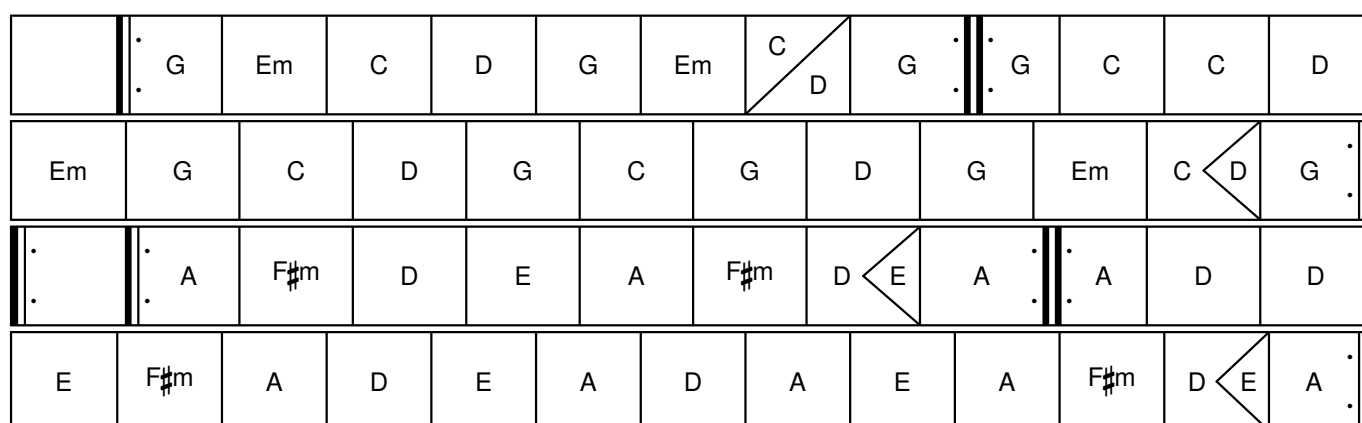 G Em C D G Em C D G G C C D
Em G C D G C G D G Em C D G
A F♯m D E A F♯m D E A A D D
E F♯m A D E A D A E A F♯m D E A